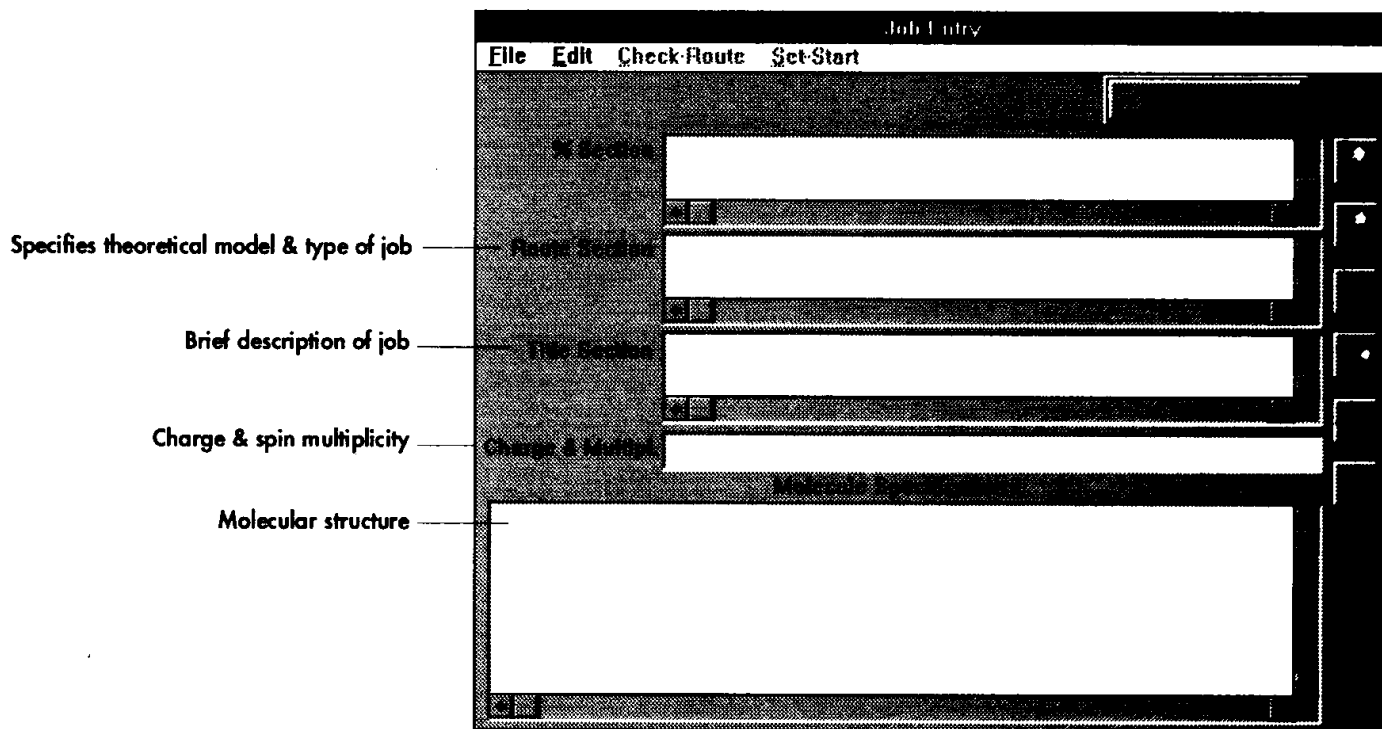 Job Entry
File Edit Check-Route Set-Start
% Section
Specifies theoretical model & type of job
Route Section
Brief description of job
Title Section
Charge & spin multiplicity
Charge & Multipl.
Molecule
Molecular structure